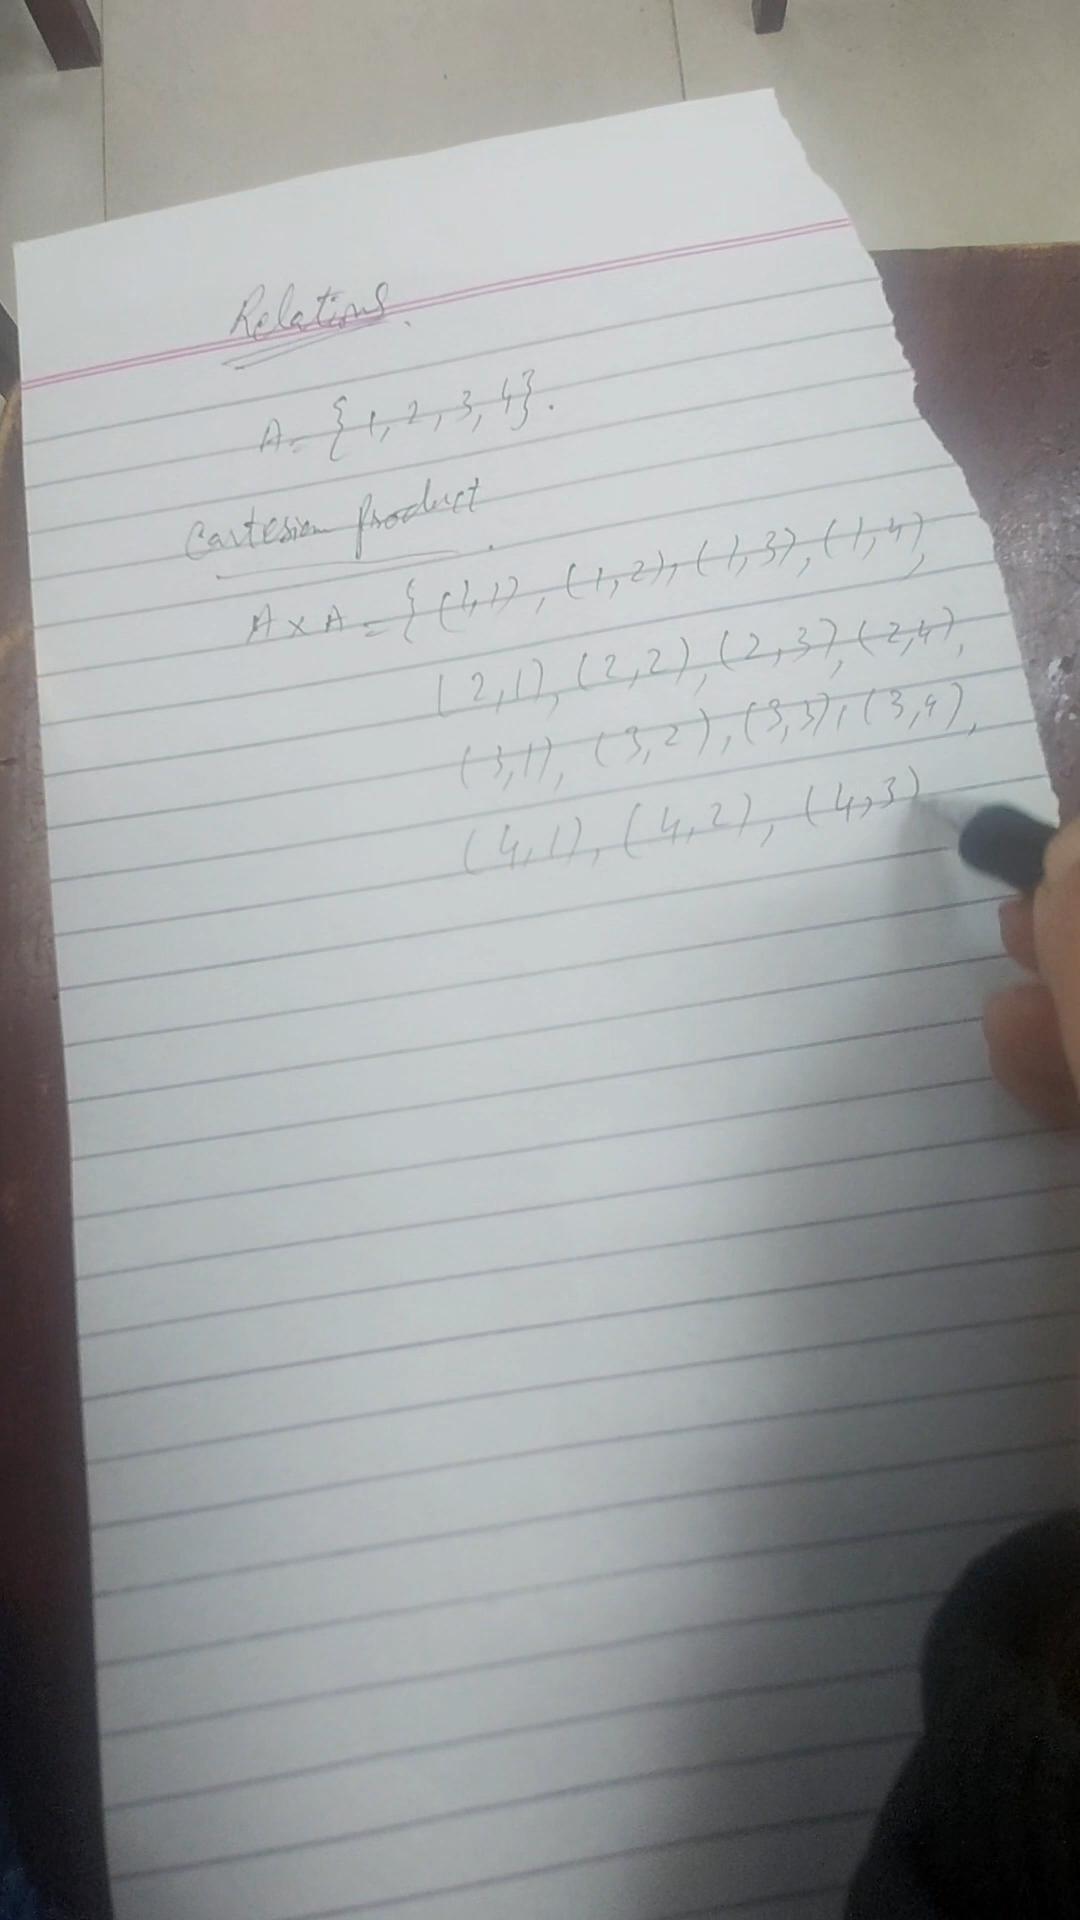 Relations.
A = {1, 2, 3, 4}.
Cartesian product
A × A = {(1,1), (1,2), (1,3), (1,4),
(2,1), (2,2), (2,3), (2,4),
(3,1), (3,2), (3,3), (3,4),
(4,1), (4,2), (4,3)